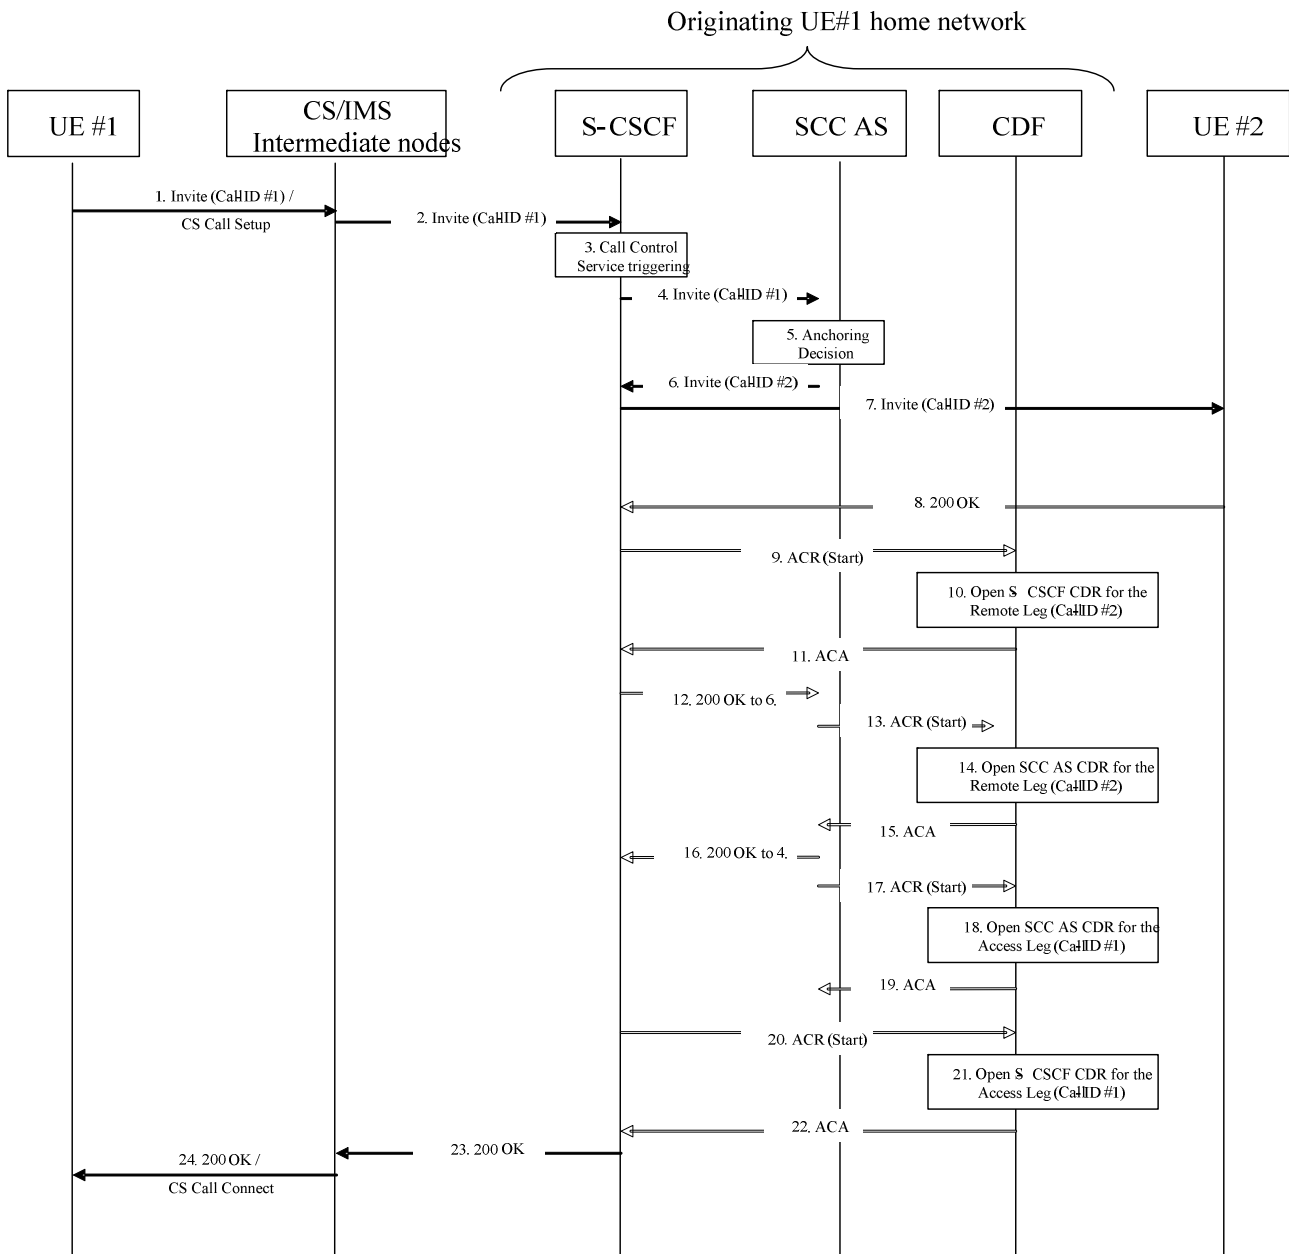 Originating UE#1 home network
UE #1
CS/IMS
Intermediate nodes
S-CSCF
SCC AS
CDF
UE #2
1. Invite (Call-ID #1) /
CS Call Setup
2. Invite (Call-ID #1)
3. Call Control
Service triggering
4. Invite (Call-ID #1)
5. Anchoring
Decision
6. Invite (Call-ID #2)
7. Invite (Call-ID #2)
8. 200 OK
9. ACR (Start)
10. Open S-CSCF CDR for the
Remote Leg (Call-ID #2)
11. ACA
12. 200 OK to 6.
13. ACR (Start)
14. Open SCC AS CDR for the
Remote Leg (Call-ID #2)
15. ACA
16. 200 OK to 4.
17. ACR (Start)
18. Open SCC AS CDR for the
Access Leg (Call-ID #1)
19. ACA
20. ACR (Start)
21. Open S-CSCF CDR for the
Access Leg (Call-ID #1)
22. ACA
23. 200 OK
24. 200 OK /
CS Call Connect